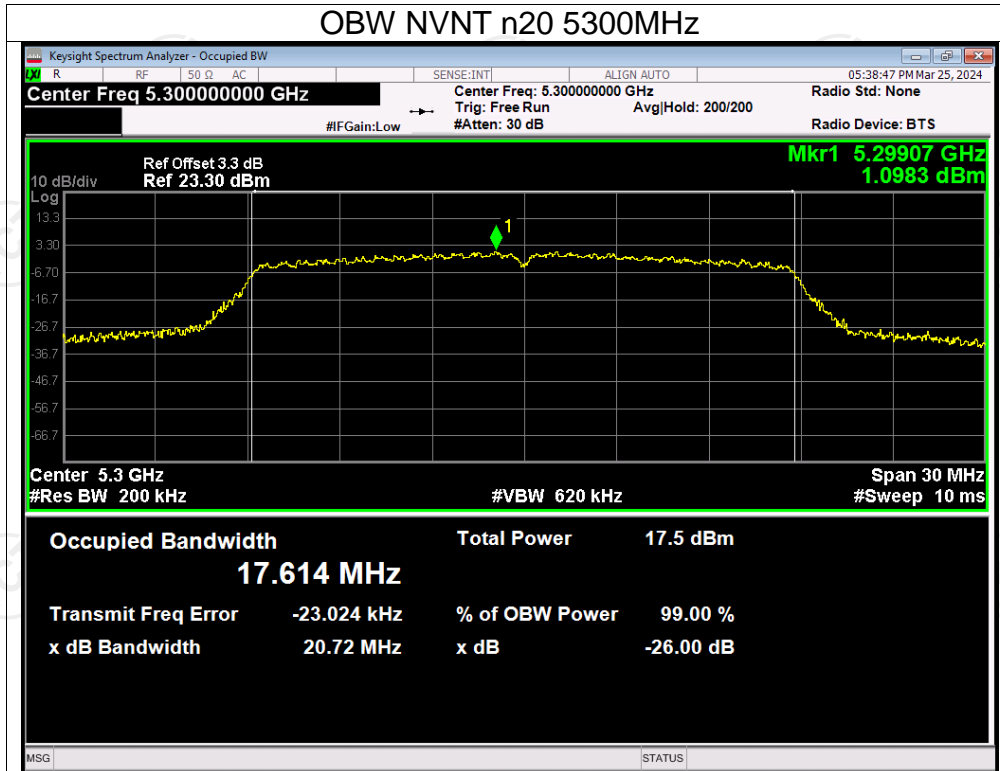 OBW NVNT n20 5300MHz
Keysight Spectrum Analyzer - Occupied BW
LXI R RF 50 Ω AC SENSE:INT ALIGN AUTO 05:38:47 PM Mar 25, 2024
Center Freq 5.300000000 GHz Center Freq: 5.300000000 GHz Radio Std: None
Trig: Free Run Avg|Hold: 200/200
#IFGain:Low #Atten: 30 dB Radio Device: BTS
Mkr1 5.29907 GHz
Ref Offset 3.3 dB
10 dB/div Ref 23.30 dBm 1.0983 dBm
Log
13.3
1
3.30
-6.70
-16.7
-26.7
-36.7
-46.7
-56.7
-66.7
Center 5.3 GHz Span 30 MHz
#Res BW 200 kHz #VBW 620 kHz #Sweep 10 ms
Occupied Bandwidth Total Power 17.5 dBm
17.614 MHz
Transmit Freq Error -23.024 kHz % of OBW Power 99.00 %
x dB Bandwidth 20.72 MHz x dB -26.00 dB
MSG STATUS